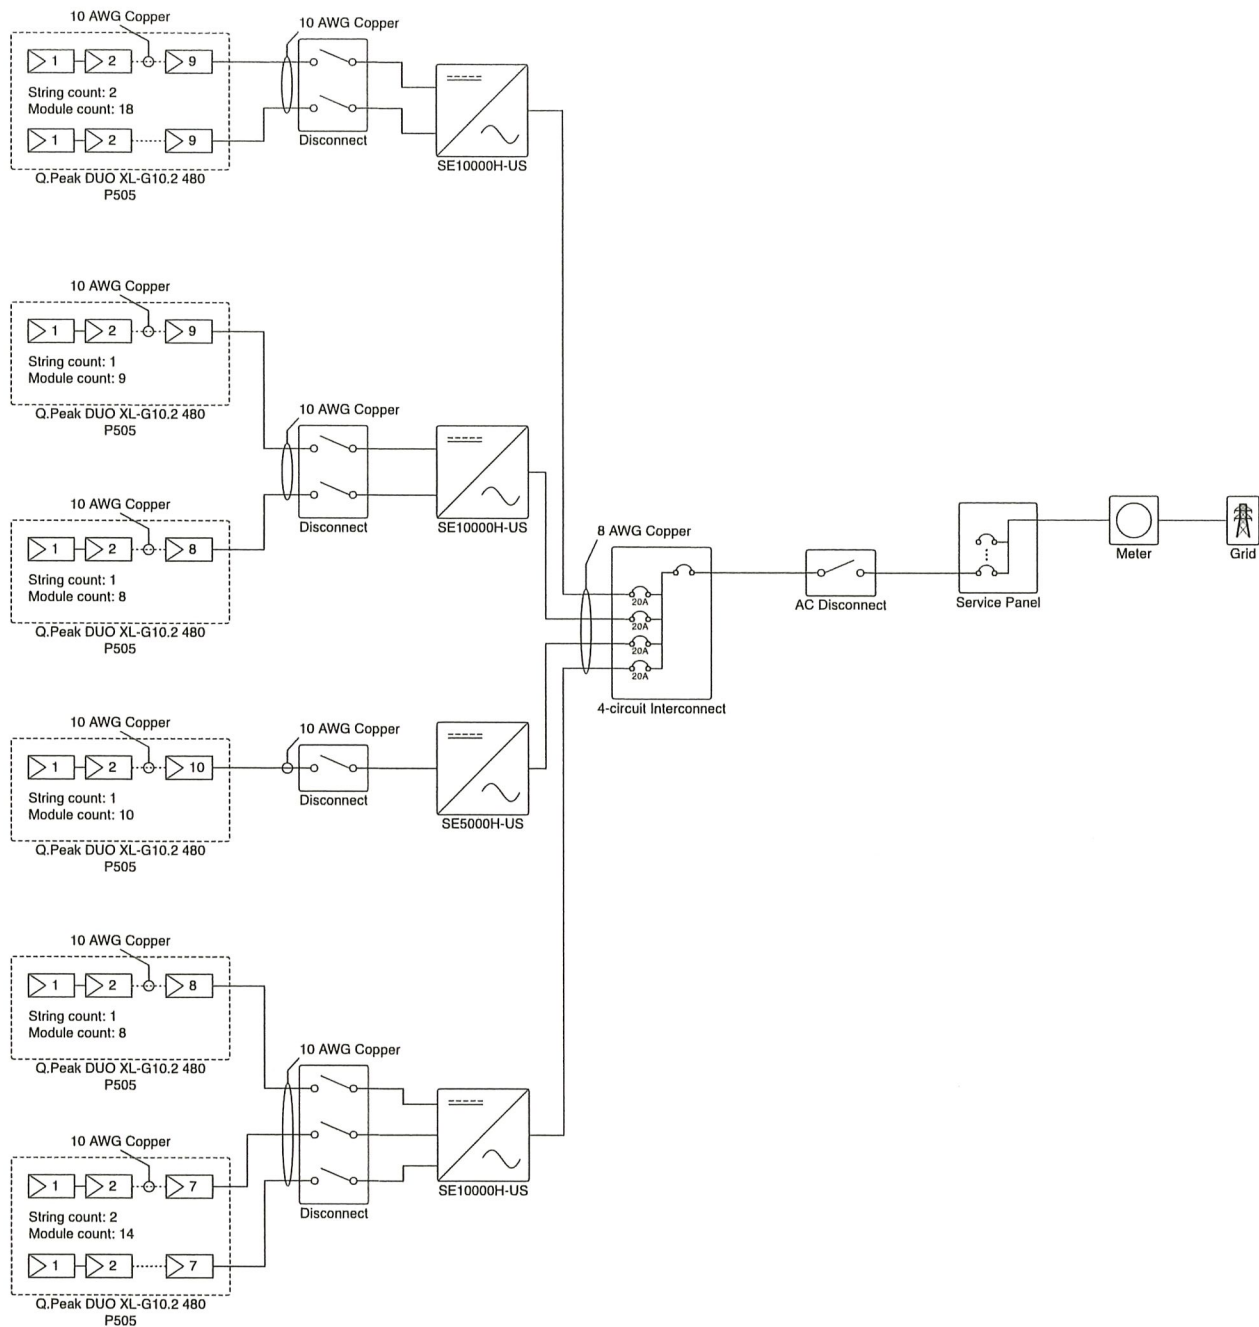 10 AWG Copper
10 AWG Copper
1 2 9
String count: 2
Module count: 18
1 2 9
Disconnect
SE10000H-US
Q.Peak DUO XL-G10.2 480
P505
10 AWG Copper
1 2 9
String count: 1
Module count: 9
Q.Peak DUO XL-G10.2 480
P505
10 AWG Copper
10 AWG Copper
1 2 8
String count: 1
Module count: 8
Q.Peak DUO XL-G10.2 480
P505
Disconnect
SE10000H-US
8 AWG Copper
20A
20A
20A
20A
4-circuit Interconnect
AC Disconnect
Service Panel
Meter
Grid
10 AWG Copper
10 AWG Copper
1 2 10
String count: 1
Module count: 10
Disconnect
SE5000H-US
Q.Peak DUO XL-G10.2 480
P505
10 AWG Copper
1 2 8
String count: 1
Module count: 8
Q.Peak DUO XL-G10.2 480
P505
10 AWG Copper
10 AWG Copper
1 2 7
String count: 2
Module count: 14
1 2 7
Q.Peak DUO XL-G10.2 480
P505
Disconnect
SE10000H-US